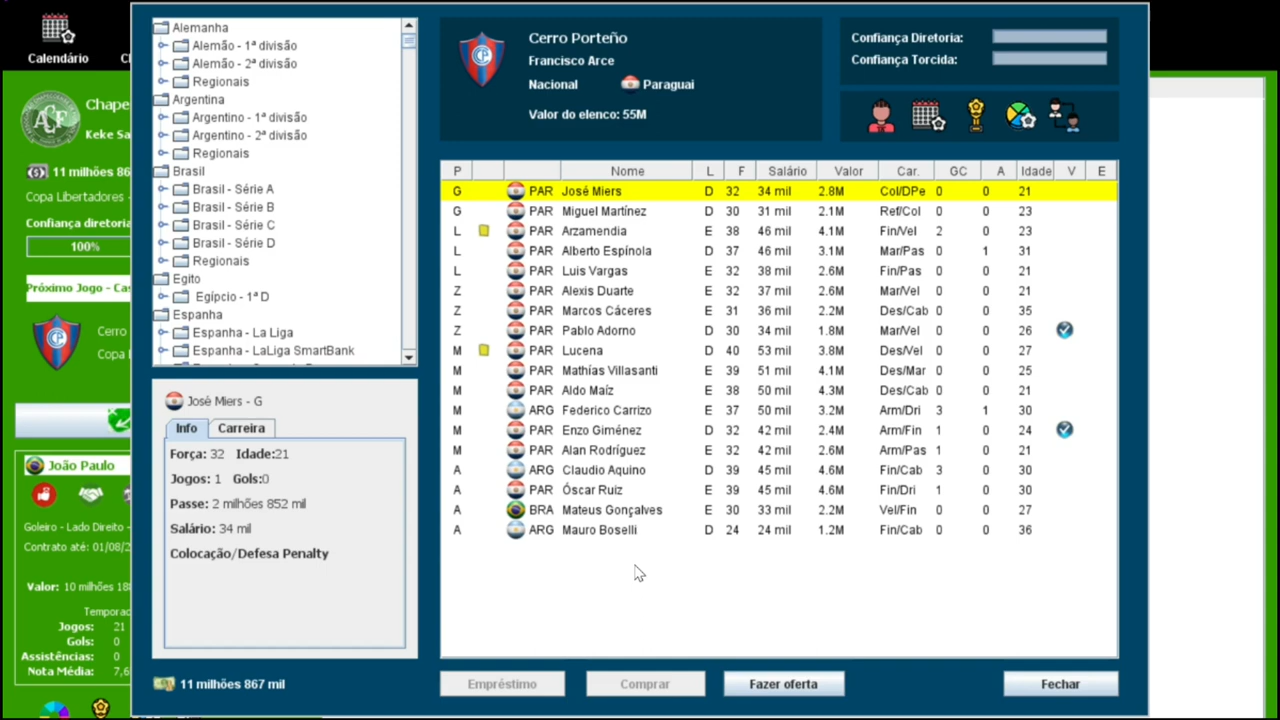 Calendário
Chape
Keke Sa
11 milhões 86
Copa Libertadores -
Confiança diretoria
100%
Próximo Jogo - Cas
Cerro
Copa
João Paulo
Goleiro - Lado Direito -
Contrato até: 01/08/2
Valor: 10 milhões 18
Temporad
Jogos: 21
Gols: 0
Assistências: 0
Nota Média: 7,6
Alemanha
Alemão - 1ª divisão
Alemão - 2ª divisão
Regionais
Argentina
Argentino - 1ª divisão
Argentino - 2ª divisão
Regionais
Brasil
Brasil - Série A
Brasil - Série B
Brasil - Série C
Brasil - Série D
Regionais
Egito
Egípcio - 1ª D
Espanha
Espanha - La Liga
Espanha - LaLiga SmartBank
José Miers - G
Info Carreira
Força: 32 Idade:21
Jogos: 1 Gols:0
Passe: 2 milhões 852 mil
Salário: 34 mil
Colocação/Defesa Penalty
11 milhões 867 mil
Cerro Porteño
Francisco Arce
Nacional Paraguai
Valor do elenco: 55M
Confiança Diretoria:
Confiança Torcida:
P Nome L F Salário Valor Car. GC A Idade V E
G PAR José Miers D 32 34 mil 2.8M Col/DPe 0 0 21
G PAR Miguel Martínez D 30 31 mil 2.1M Ref/Col 0 0 23
L PAR Arzamendia E 38 46 mil 4.1M Fin/Vel 2 0 23
L PAR Alberto Espínola D 37 46 mil 3.1M Mar/Pas 0 1 31
L PAR Luis Vargas E 32 38 mil 2.6M Fin/Pas 0 0 21
Z PAR Alexis Duarte E 32 37 mil 2.6M Mar/Vel 0 0 21
Z PAR Marcos Cáceres E 31 36 mil 2.2M Des/Cab 0 0 35
Z PAR Pablo Adorno D 30 34 mil 1.8M Mar/Vel 0 0 26
M PAR Lucena D 40 53 mil 3.8M Des/Vel 0 0 27
M PAR Mathías Villasanti E 39 51 mil 4.1M Des/Mar 0 0 25
M PAR Aldo Maíz E 38 50 mil 4.3M Des/Cab 0 0 21
M ARG Federico Carrizo E 37 50 mil 3.2M Arm/Dri 3 1 30
M PAR Enzo Giménez D 32 42 mil 2.4M Arm/Fin 1 0 24
M PAR Alan Rodríguez E 32 42 mil 2.6M Arm/Pas 1 0 21
A ARG Claudio Aquino D 39 45 mil 4.6M Fin/Cab 3 0 30
A PAR Óscar Ruiz E 39 45 mil 4.6M Fin/Dri 1 0 30
A BRA Mateus Gonçalves E 30 33 mil 2.2M Vel/Fin 0 0 27
A ARG Mauro Boselli D 24 24 mil 1.2M Fin/Cab 0 0 36
Empréstimo Comprar Fazer oferta Fechar